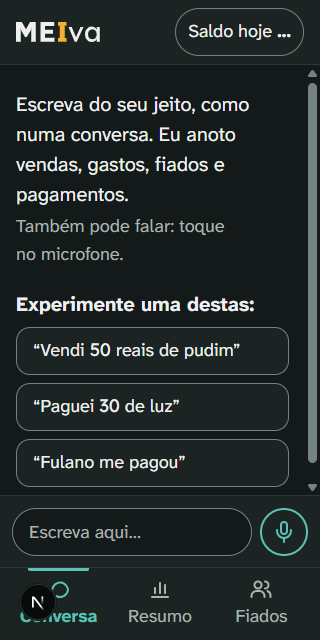 MEIva
Saldo hoje ...
Escreva do seu jeito, como
numa conversa. Eu anoto
vendas, gastos, fiados e
pagamentos.
Também pode falar: toque
no microfone.
Experimente uma destas:
“Vendi 50 reais de pudim”
“Paguei 30 de luz”
“Fulano me pagou”
Escreva aqui...
N
Conversa Resumo Fiados